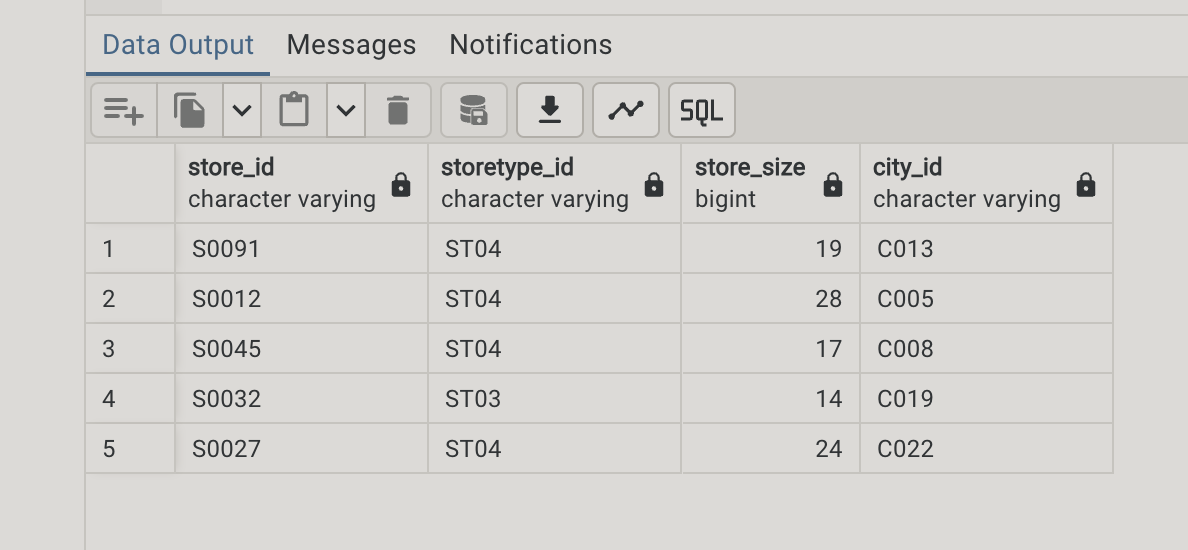 Data Output Messages Notifications
SQL
store_id storetype_id store_size city_id
character varying character varying bigint character varying
1 S0091 ST04 19 C013
2 S0012 ST04 28 C005
3 S0045 ST04 17 C008
4 S0032 ST03 14 C019
5 S0027 ST04 24 C022